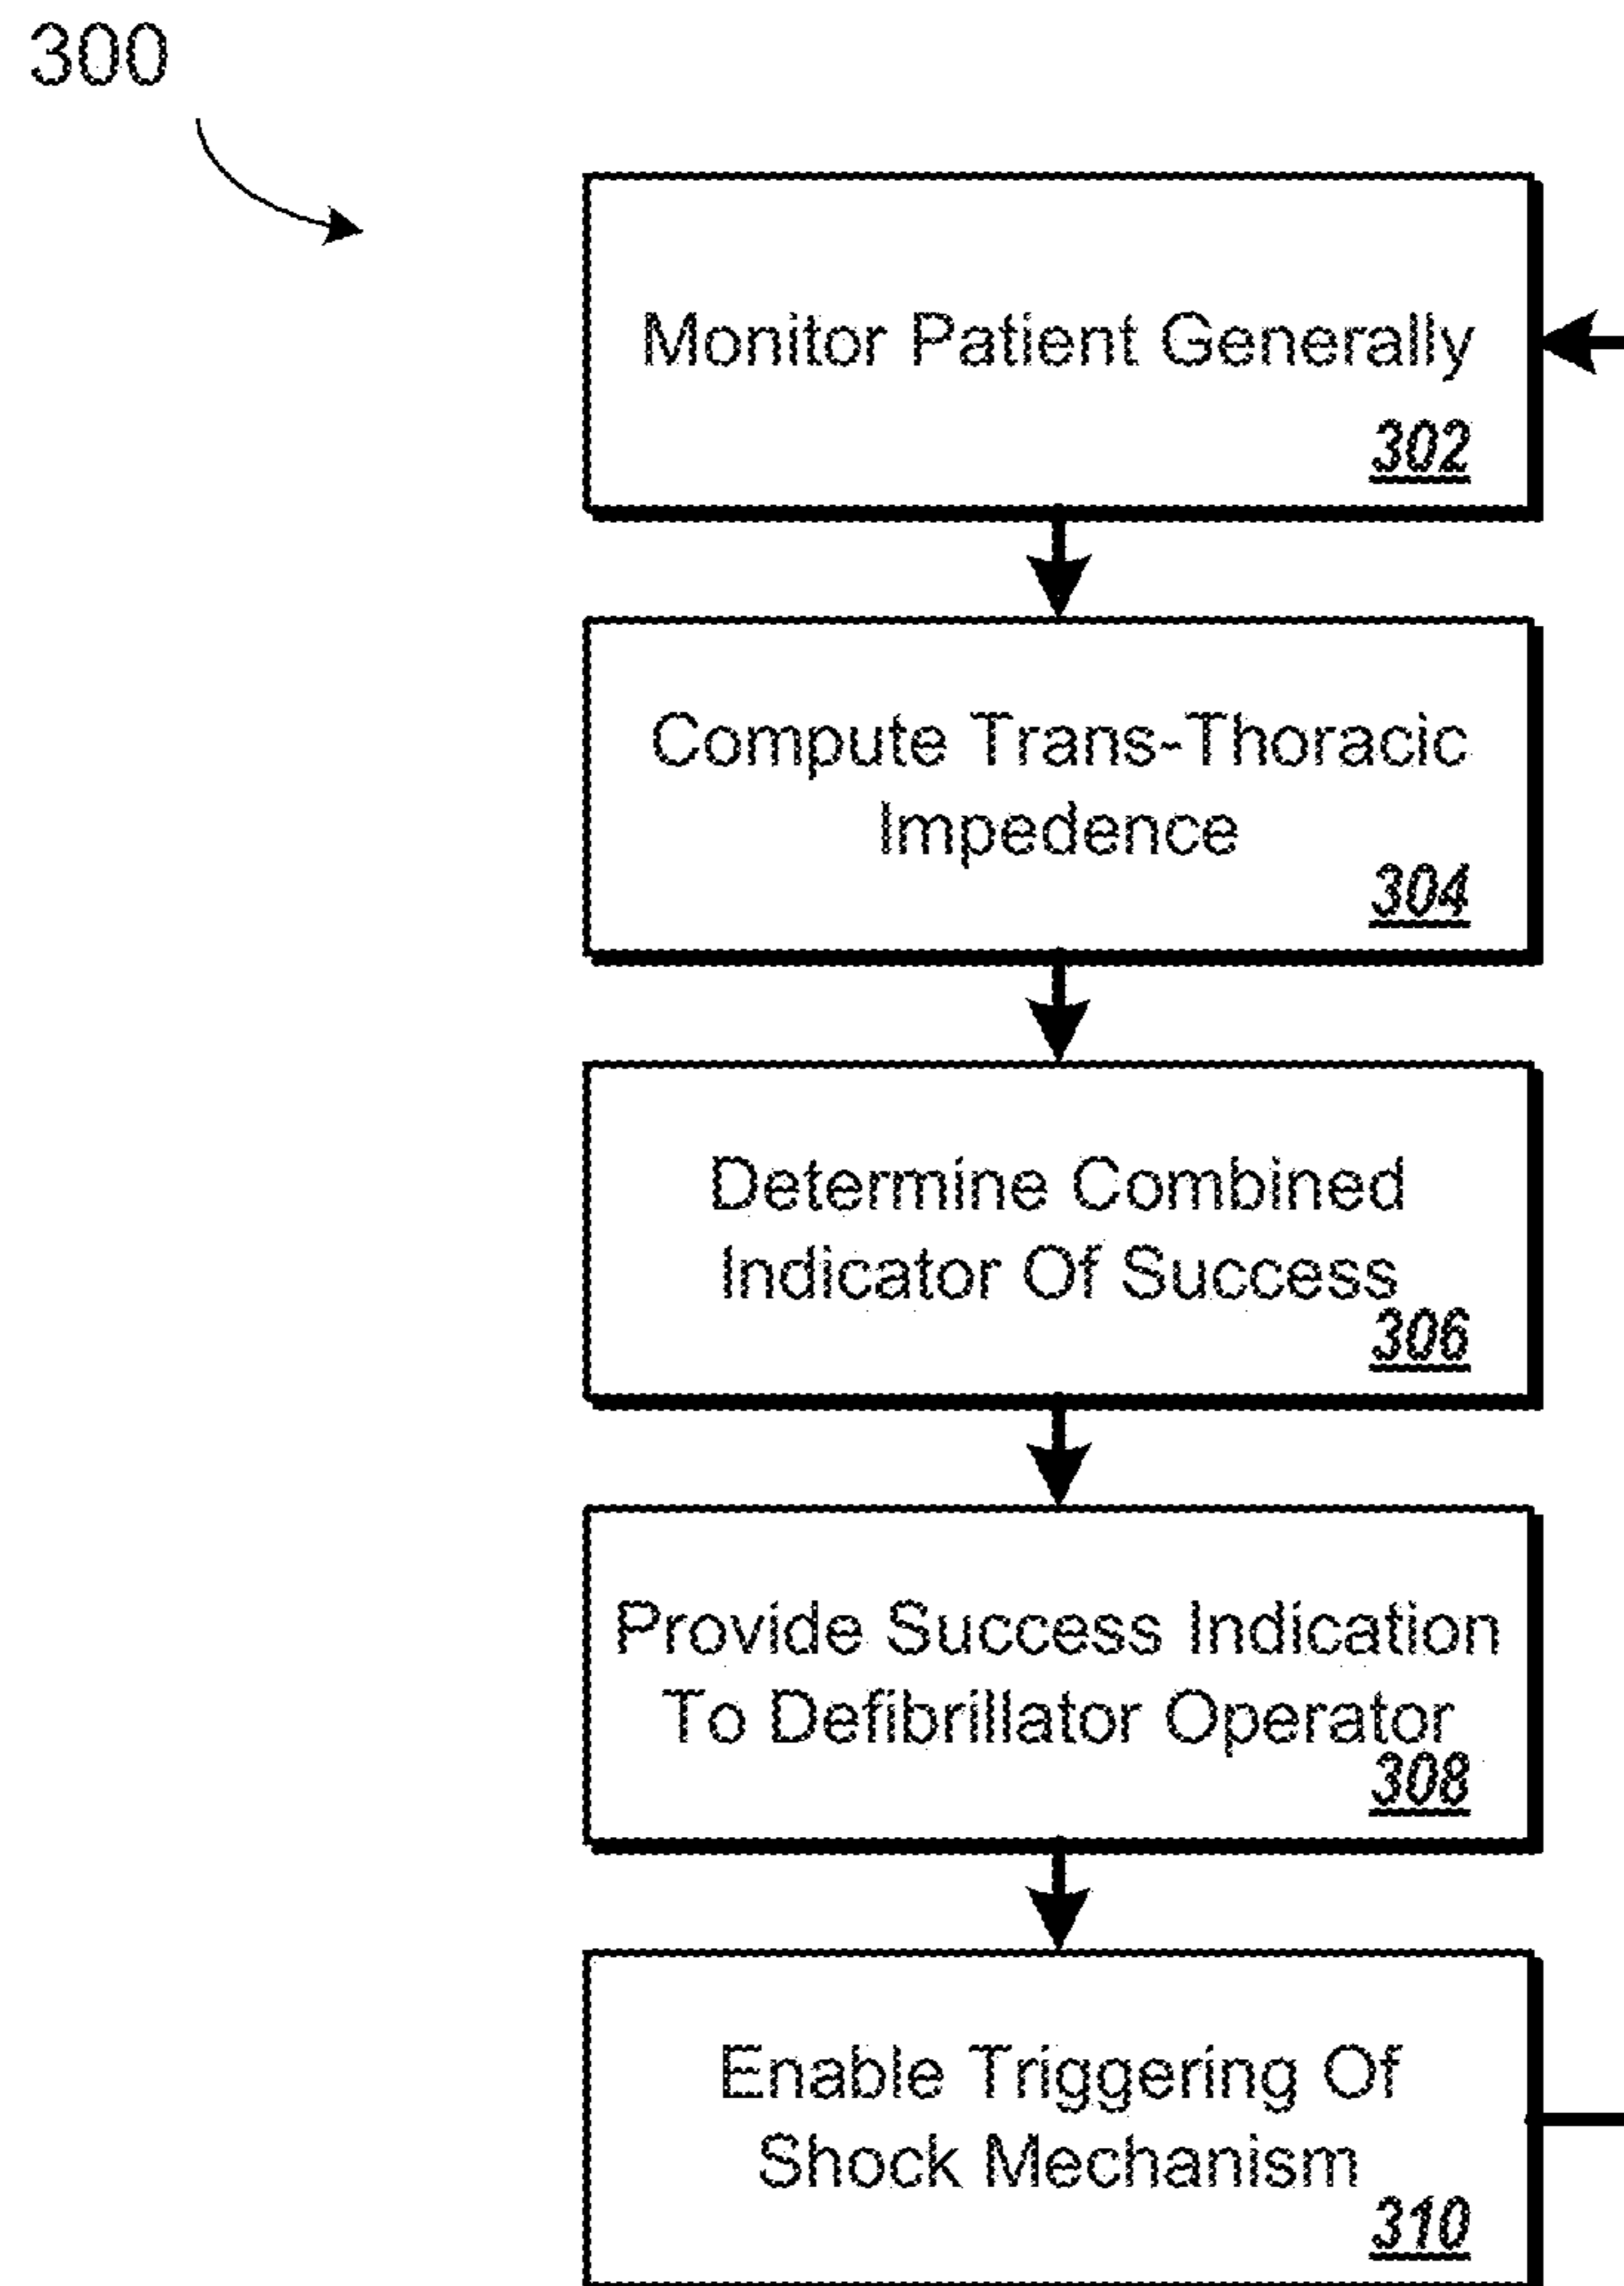 300
Monitor Patient Generally
302
Compute Trans-Thoracic
Impedence
304
Determine Combined
Indicator Of Success
306
Provide Success Indication
To Defibrillator Operator
308
Enable Triggering Of
Shock Mechanism
310